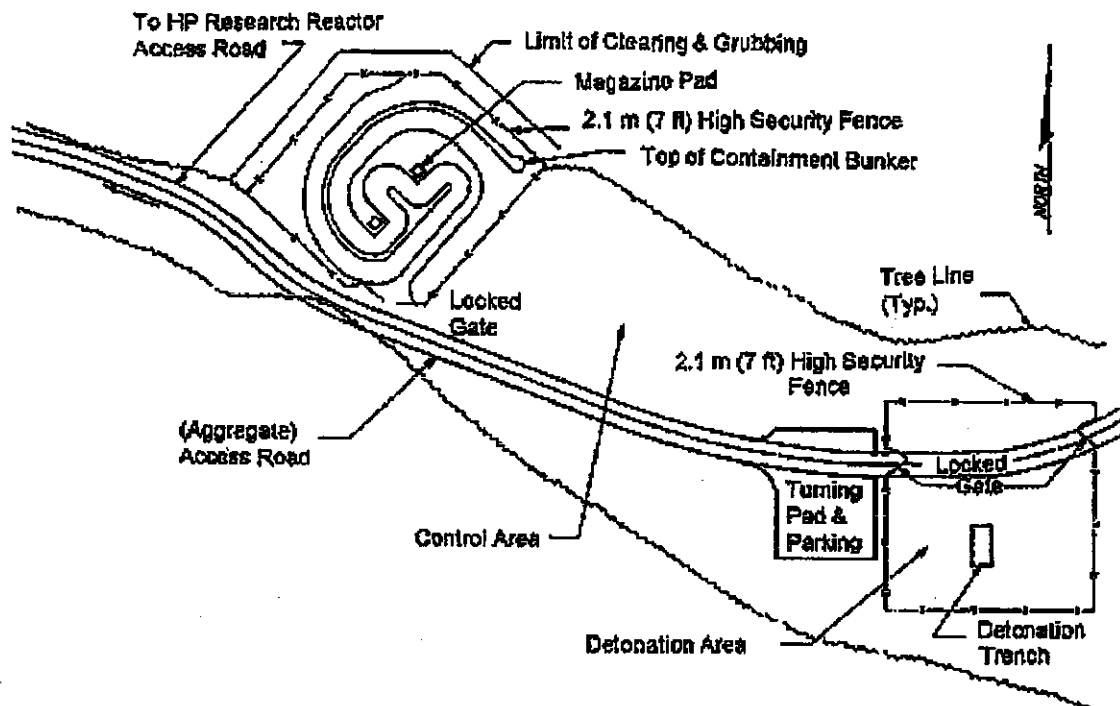 To HP Research Reactor
Access Road
Limit of Clearing & Grubbing
Magazino Pad
2.1 m (7 ft) High Security Fence
Top of Containment Bunker
NORTH
Tree Line
(Typ.)
Locked
Gate
2.1 m (7 ft) High Security
Fence
(Aggregate)
Access Road
Locked
Gate
Turning
Pad &
Parking
Control Area
Detonation Area
Detonation
Trench